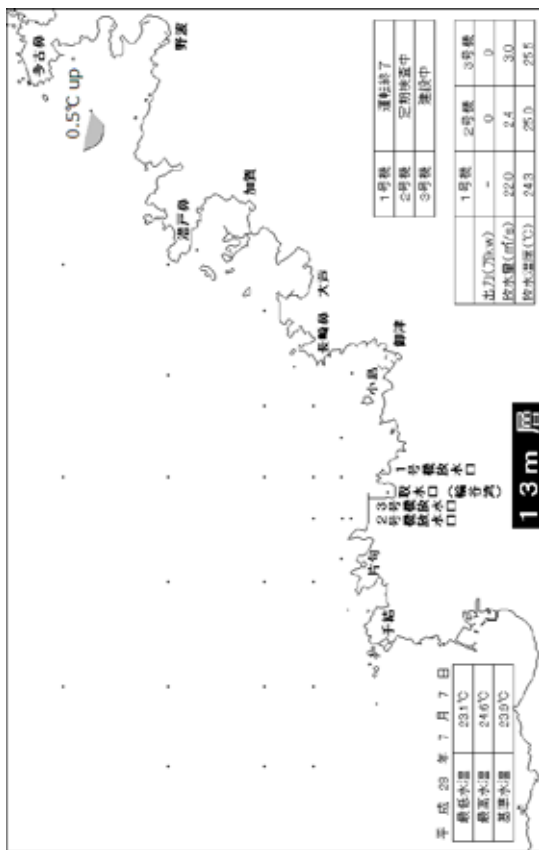 平 成 28 年 7 月 7 日
最低水温 23.1℃
最高水温 24.6℃
基準水温 23.9℃
13m 層
1号機 運転終了
2号機 定期検査中
3号機 建設中
1号機 2号機 3号機
出力(万kw) - 0 0
放水量(㎥/s) 22.0 2.4 3.0
放水温度(℃) 24.3 25.0 25.5
0.5℃ up
多古鼻
野波
加賀
潜戸鼻
大芦
長崎鼻
御津
小島
1号機放水口
取水口(輪谷湾)
3号機放水口
2号機放水口
片句
手結